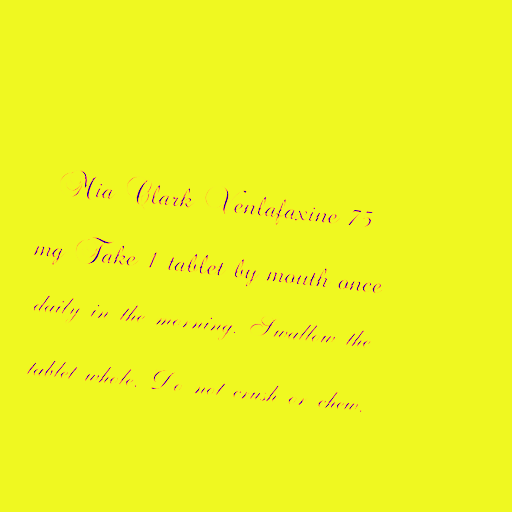 Mia Clark Venlafaxine 75
mg Take 1 tablet by mouth once
daily in the morning. Swallow the
tablet whole. Do not crush or chew.